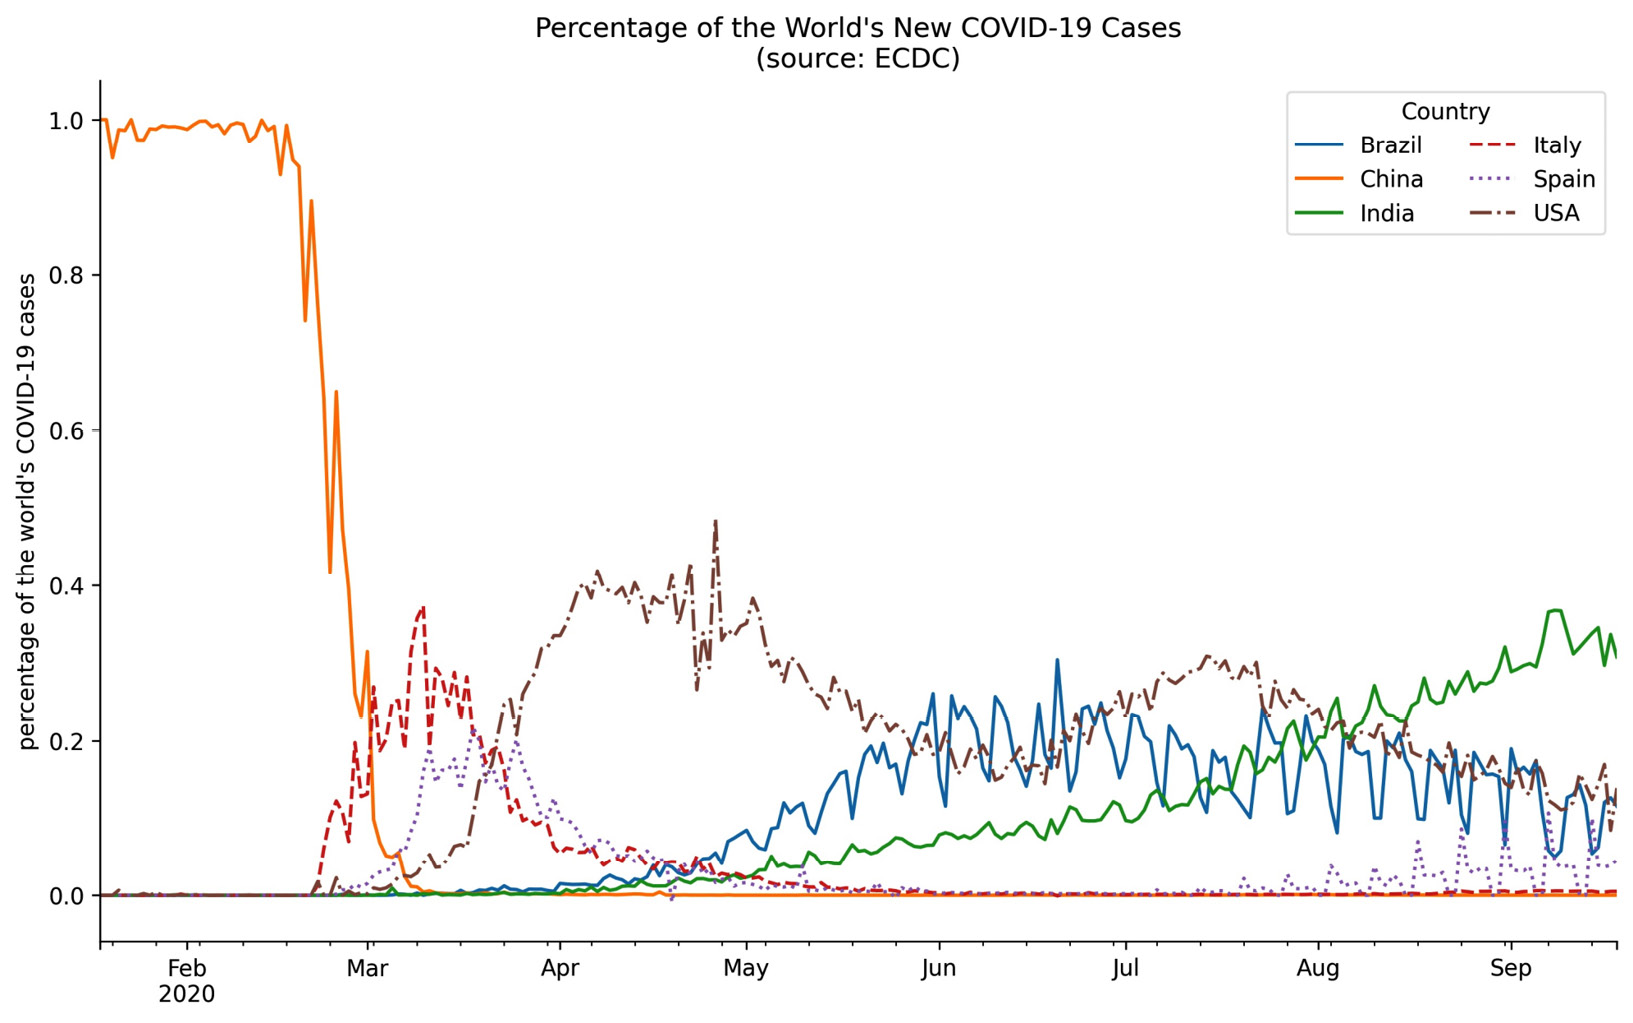 Percentage of the World's New COVID-19 Cases
(source: ECDC)
percentage of the world's COVID-19 cases
1.0
0.8
0.6
0.4
0.2
0.0
Country
Brazil Italy
China Spain
India USA
Feb Mar Apr May Jun Jul Aug Sep
2020